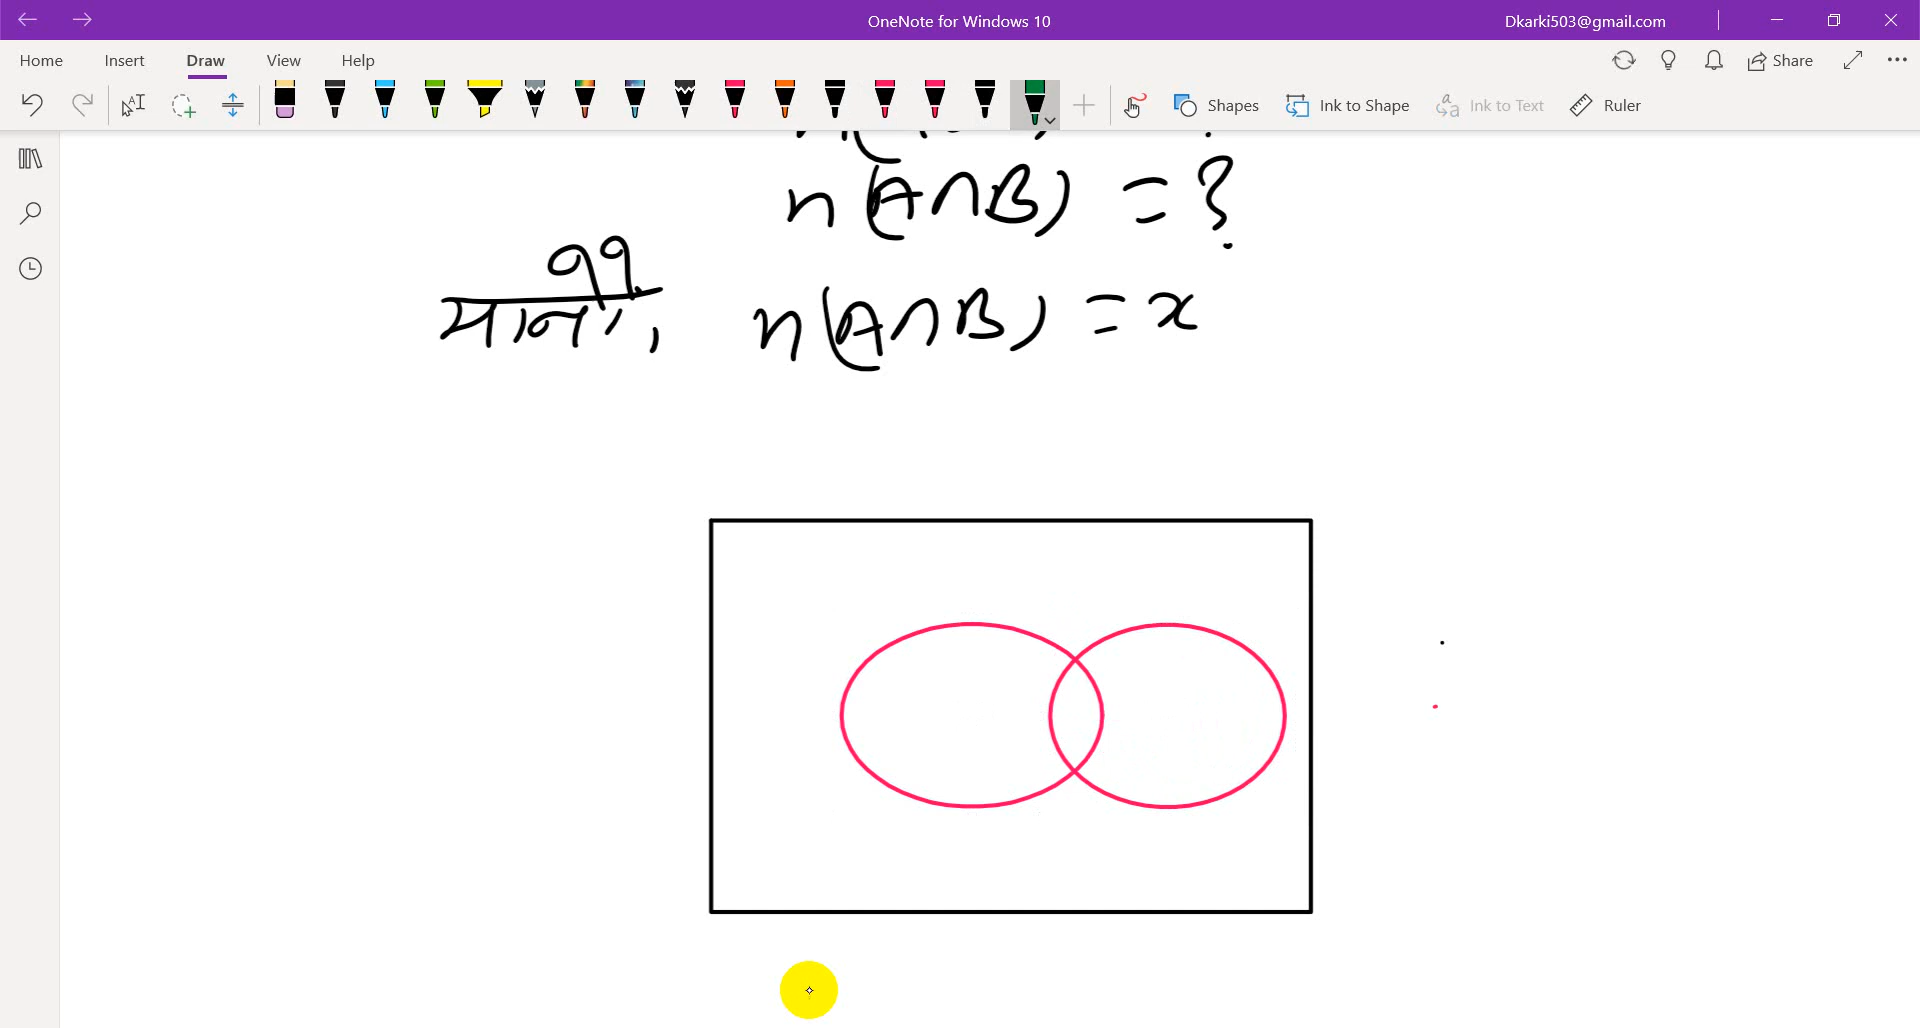 OneNote for Windows 10
Dkarki503@gmail.com
Home Insert Draw View Help
Share
Shapes Ink to Shape Ink to Text Ruler
n(A∩B) = ?
n(A∩B) = x